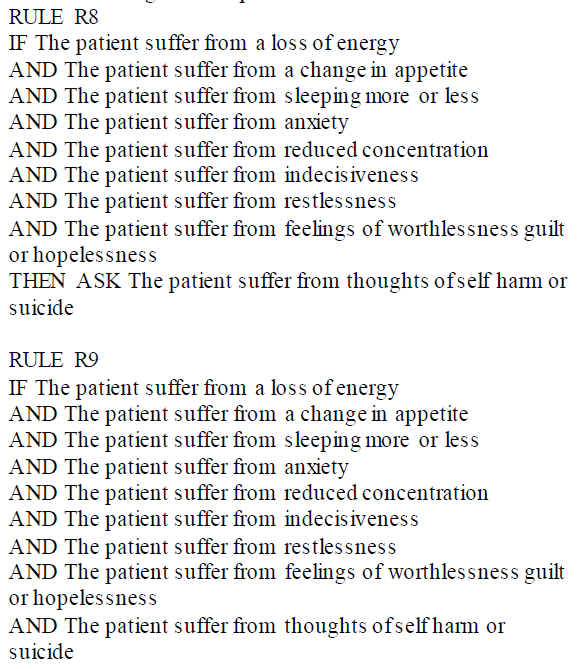 RULE R8
IF The patient suffer from a loss of energy
AND The patient suffer from a change in appetite
AND The patient suffer from sleeping more or less
AND The patient suffer from anxiety
AND The patient suffer from reduced concentration
AND The patient suffer from indecisiveness
AND The patient suffer from restlessness
AND The patient suffer from feelings of worthlessness guilt
or hopelessness
THEN ASK The patient suffer from thoughts of self harm or
suicide
RULE R9
IF The patient suffer from a loss of energy
AND The patient suffer from a change in appetite
AND The patient suffer from sleeping more or less
AND The patient suffer from anxiety
AND The patient suffer from reduced concentration
AND The patient suffer from indecisiveness
AND The patient suffer from restlessness
AND The patient suffer from feelings of worthlessness guilt
or hopelessness
AND The patient suffer from thoughts of self harm or
suicide